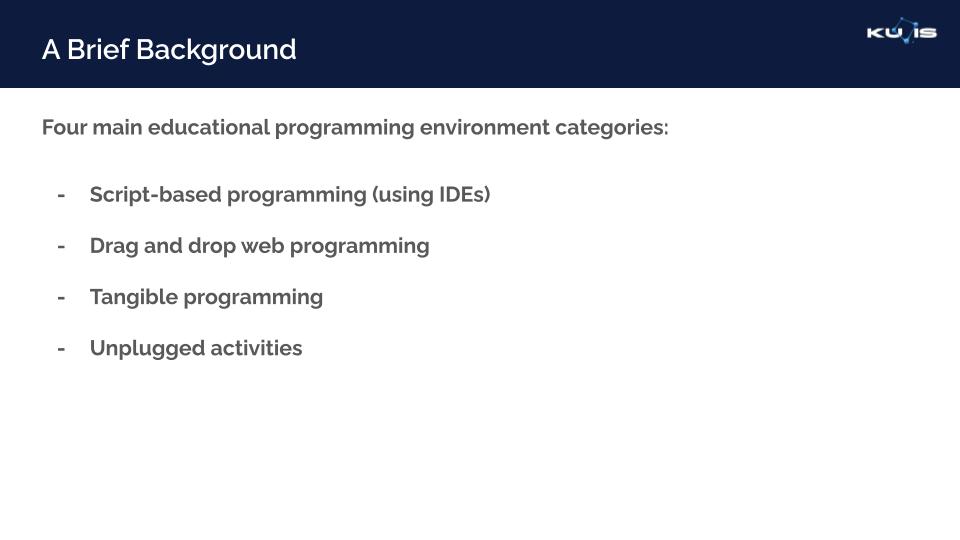 A Brief Background
KUIS
Four main educational programming environment categories:
- Script-based programming (using IDEs)
- Drag and drop web programming
- Tangible programming
- Unplugged activities